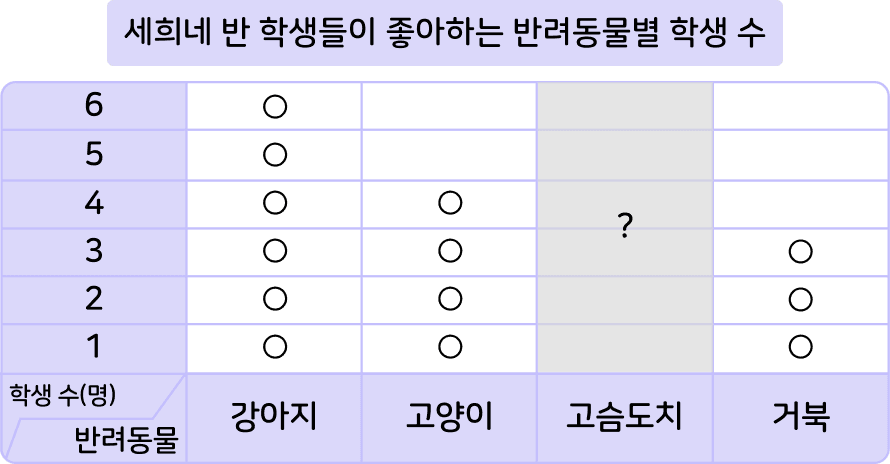 세희네 반 학생들이 좋아하는 반려동물별 학생 수
6 ○
5 ○
4 ○ ○
?
3 ○ ○ ○
2 ○ ○ ○
1 ○ ○ ○
학생 수(명)
반려동물
강아지 고양이 고슴도치 거북